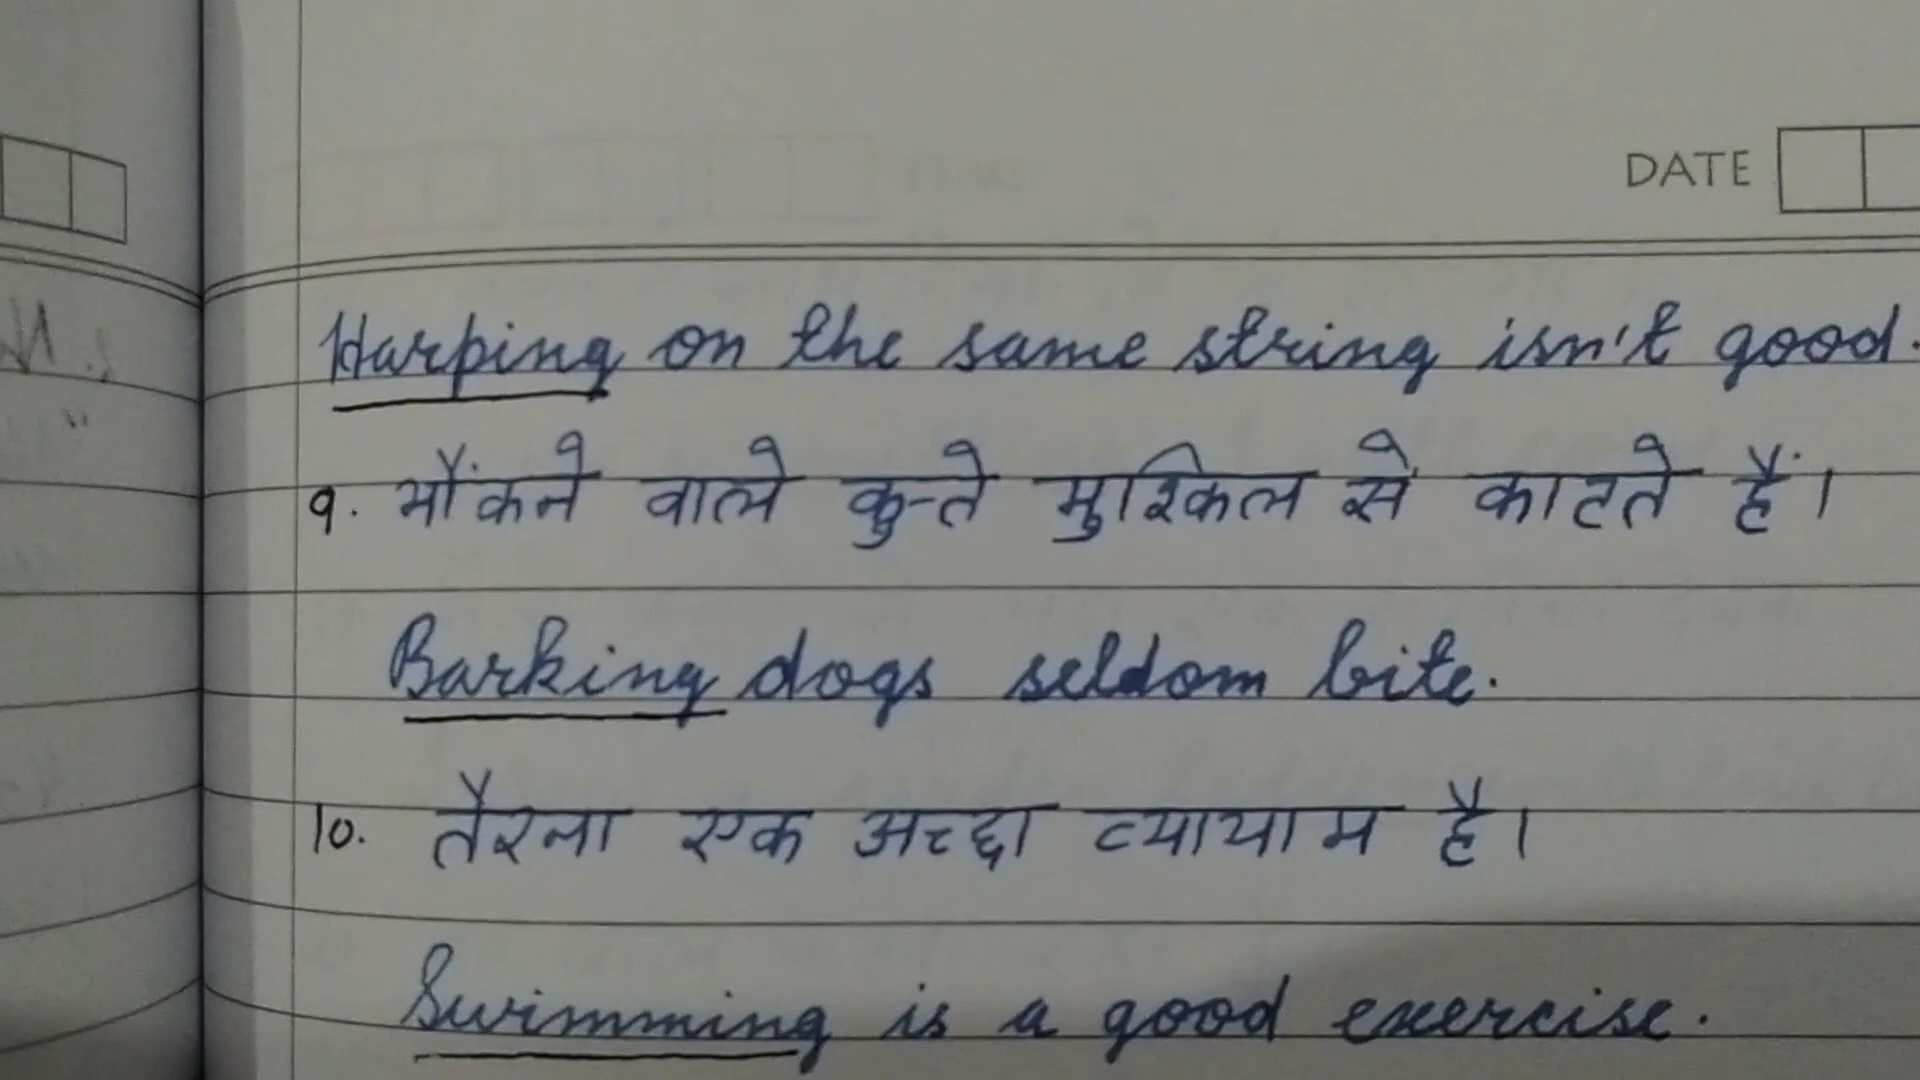 DATE
Harping on the same string isn't good.
9. भौंकने वाले कुत्ते मुश्किल से काटते हैं।
Barking dogs seldom bite.
10. तैरना एक अच्छा व्यायाम है।
Swimming is a good exercise.